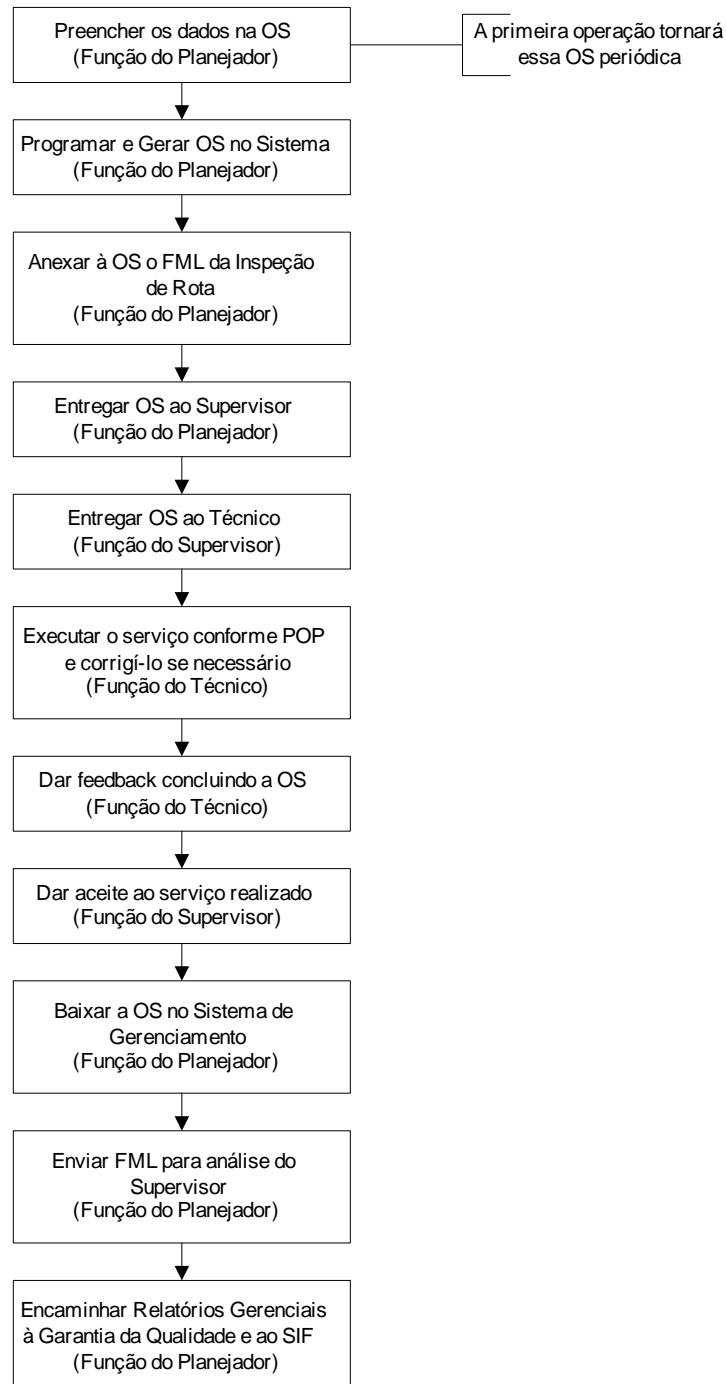 Preencher os dados na OS
(Função do Planejador)
A primeira operação tornará
essa OS periódica
Programar e Gerar OS no Sistema
(Função do Planejador)
Anexar à OS o FML da Inspeção
de Rota
(Função do Planejador)
Entregar OS ao Supervisor
(Função do Planejador)
Entregar OS ao Técnico
(Função do Supervisor)
Executar o serviço conforme POP
e corrigí-lo se necessário
(Função do Técnico)
Dar feedback concluindo a OS
(Função do Técnico)
Dar aceite ao serviço realizado
(Função do Supervisor)
Baixar a OS no Sistema de
Gerenciamento
(Função do Planejador)
Enviar FML para análise do
Supervisor
(Função do Planejador)
Encaminhar Relatórios Gerenciais
à Garantia da Qualidade e ao SIF
(Função do Planejador)